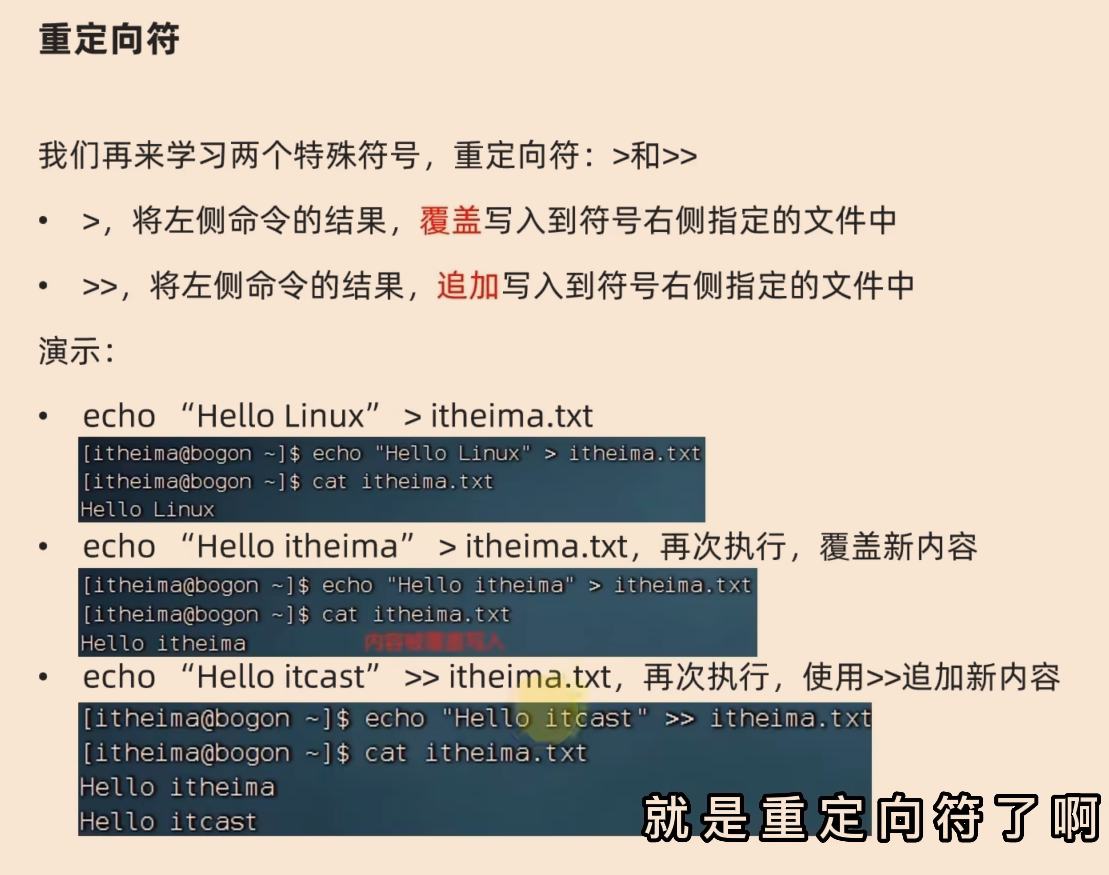 重定向符
我们再来学习两个特殊符号，重定向符：>和>>
• >，将左侧命令的结果，覆盖写入到符号右侧指定的文件中
• >>，将左侧命令的结果，追加写入到符号右侧指定的文件中
演示：
• echo “Hello Linux” > itheima.txt
[itheima@bogon ~]$ echo "Hello Linux" > itheima.txt
[itheima@bogon ~]$ cat itheima.txt
Hello Linux
• echo “Hello itheima” > itheima.txt，再次执行，覆盖新内容
[itheima@bogon ~]$ echo "Hello itheima" > itheima.txt
[itheima@bogon ~]$ cat itheima.txt
Hello itheima 内容被覆盖写入
• echo “Hello itcast” >> itheima.txt，再次执行，使用>>追加新内容
[itheima@bogon ~]$ echo "Hello itcast" >> itheima.txt
[itheima@bogon ~]$ cat itheima.txt
Hello itheima
Hello itcast
就是重定向符了啊